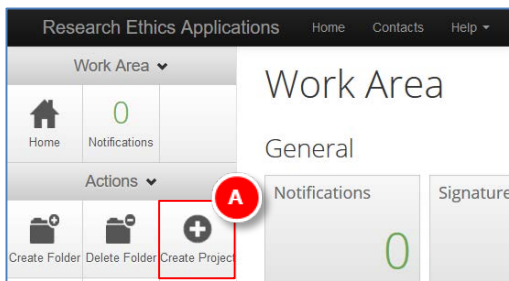 Research Ethics Applications Home Contacts Help
Work Area
0
Home Notifications
Actions
A
Create Folder Delete Folder Create Project
Work Area
General
Notifications Signature
0